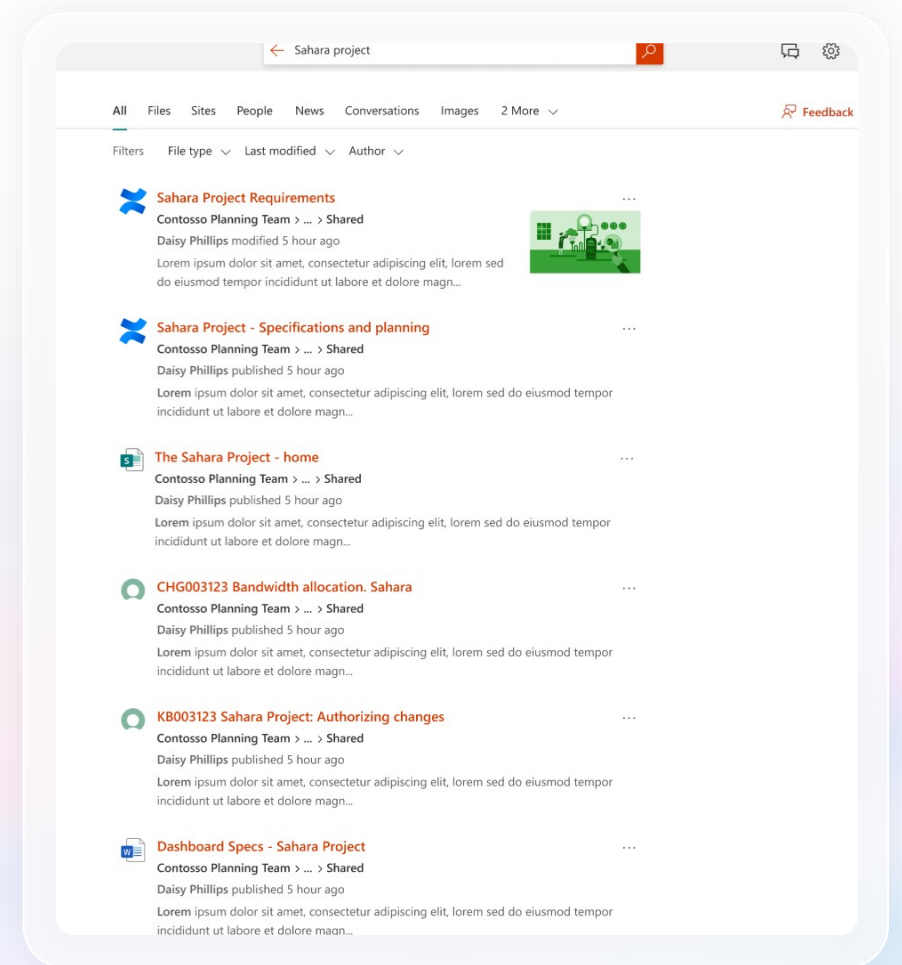 Sahara project
All Files Sites People News Conversations Images 2 More
Feedback
Filters File type Last modified Author
Sahara Project Requirements
...
Contosso Planning Team > ... > Shared
Daisy Phillips modified 5 hour ago
Lorem ipsum dolor sit amet, consectetur adipiscing elit, lorem sed
do eiusmod tempor incididunt ut labore et dolore magn...
Sahara Project - Specifications and planning
...
Contosso Planning Team > ... > Shared
Daisy Phillips published 5 hour ago
Lorem ipsum dolor sit amet, consectetur adipiscing elit, lorem sed do eiusmod tempor
incididunt ut labore et dolore magn...
S
The Sahara Project - home
...
Contosso Planning Team > ... > Shared
Daisy Phillips published 5 hour ago
Lorem ipsum dolor sit amet, consectetur adipiscing elit, lorem sed do eiusmod tempor
incididunt ut labore et dolore magn...
CHG003123 Bandwidth allocation. Sahara
...
Contosso Planning Team > ... > Shared
Daisy Phillips published 5 hour ago
Lorem ipsum dolor sit amet, consectetur adipiscing elit, lorem sed do eiusmod tempor
incididunt ut labore et dolore magn...
KB003123 Sahara Project: Authorizing changes
...
Contosso Planning Team > ... > Shared
Daisy Phillips published 5 hour ago
Lorem ipsum dolor sit amet, consectetur adipiscing elit, lorem sed do eiusmod tempor
incididunt ut labore et dolore magn...
W
Dashboard Specs - Sahara Project
...
Contosso Planning Team > ... > Shared
Daisy Phillips published 5 hour ago
Lorem ipsum dolor sit amet, consectetur adipiscing elit, lorem sed do eiusmod tempor
incididunt ut labore et dolore magn...